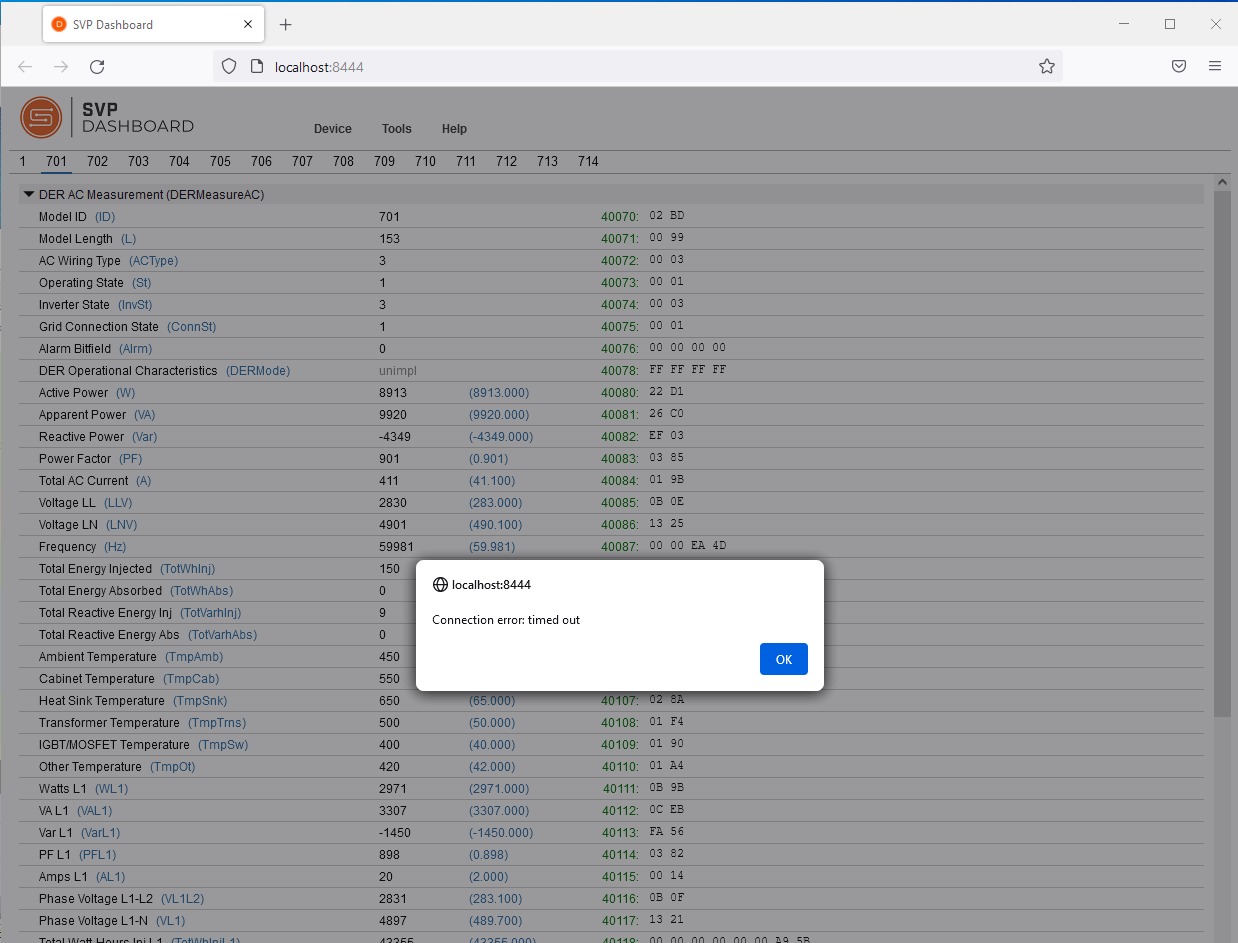 SVP Dashboard
localhost:8444
SVP
DASHBOARD
Device Tools Help
1 701 702 703 704 705 706 707 708 709 710 711 712 713 714
DER AC Measurement (DERMeasureAC)
Model ID (ID) 701 40070: 02 BD
Model Length (L) 153 40071: 00 99
AC Wiring Type (ACType) 3 40072: 00 03
Operating State (St) 1 40073: 00 01
Inverter State (InvSt) 3 40074: 00 03
Grid Connection State (ConnSt) 1 40075: 00 01
Alarm Bitfield (Alrm) 0 40076: 00 00 00 00
DER Operational Characteristics (DERMode) unimpl 40078: FF FF FF FF
Active Power (W) 8913 (8913.000) 40080: 22 D1
Apparent Power (VA) 9920 (9920.000) 40081: 26 C0
Reactive Power (Var) -4349 (-4349.000) 40082: EF 03
Power Factor (PF) 901 (0.901) 40083: 03 85
Total AC Current (A) 411 (41.100) 40084: 01 9B
Voltage LL (LLV) 2830 (283.000) 40085: 0B 0E
Voltage LN (LNV) 4901 (490.100) 40086: 13 25
Frequency (Hz) 59981 (59.981) 40087: 00 00 EA 4D
Total Energy Injected (TotWhInj) 150
Total Energy Absorbed (TotWhAbs) 0
Total Reactive Energy Inj (TotVarhInj) 9
Total Reactive Energy Abs (TotVarhAbs) 0
Ambient Temperature (TmpAmb) 450
Cabinet Temperature (TmpCab) 550
Heat Sink Temperature (TmpSnk) 650 (65.000) 40107: 02 8A
Transformer Temperature (TmpTrns) 500 (50.000) 40108: 01 F4
IGBT/MOSFET Temperature (TmpSw) 400 (40.000) 40109: 01 90
Other Temperature (TmpOt) 420 (42.000) 40110: 01 A4
Watts L1 (WL1) 2971 (2971.000) 40111: 0B 9B
VA L1 (VAL1) 3307 (3307.000) 40112: 0C EB
Var L1 (VarL1) -1450 (-1450.000) 40113: FA 56
PF L1 (PFL1) 898 (0.898) 40114: 03 82
Amps L1 (AL1) 20 (2.000) 40115: 00 14
Phase Voltage L1-L2 (VL1L2) 2831 (283.100) 40116: 0B 0F
Phase Voltage L1-N (VL1) 4897 (489.700) 40117: 13 21
Total Watt-Hours Inj L1 (TotWhInjL1) 43355 (43355.000) 40118: 00 00 00 00 00 00 A9 5B
localhost:8444
Connection error: timed out
OK